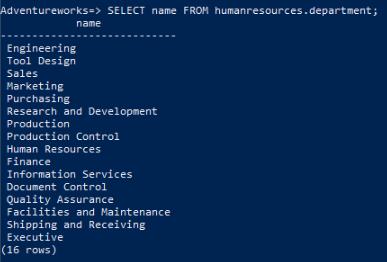 Adventureworks=> SELECT name FROM humanresources.department;
name
----------------------------
Engineering
Tool Design
Sales
Marketing
Purchasing
Research and Development
Production
Production Control
Human Resources
Finance
Information Services
Document Control
Quality Assurance
Facilities and Maintenance
Shipping and Receiving
Executive
(16 rows)